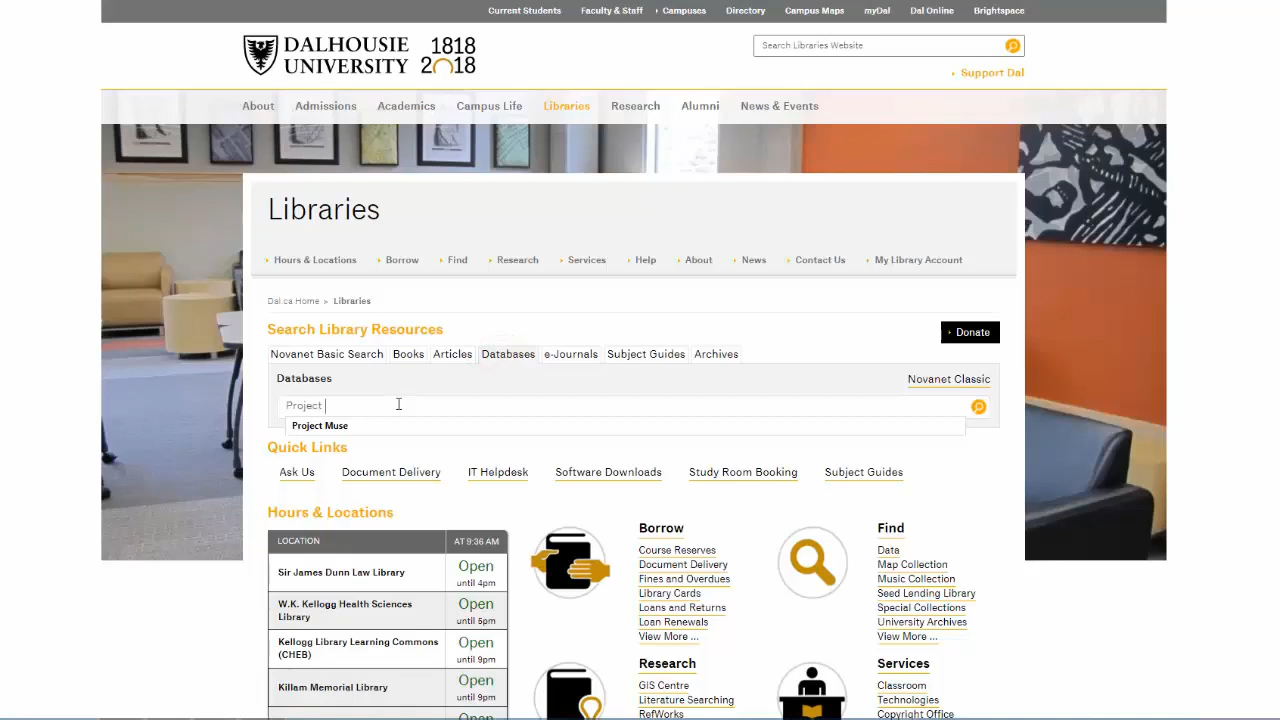 Current Students Faculty & Staff Campuses Directory Campus Maps myDal Dal Online Brightspace
DALHOUSIE UNIVERSITY 1818 2018
Search Libraries Website
Support Dal
About Admissions Academics Campus Life Libraries Research Alumni News & Events
Libraries
Hours & Locations Borrow Find Research Services Help About News Contact Us My Library Account
Dal.ca Home > Libraries
Search Library Resources
Donate
Novanet Basic Search Books Articles Databases e-Journals Subject Guides Archives
Databases
Novanet Classic
Project
Project Muse
Quick Links
Ask Us Document Delivery IT Helpdesk Software Downloads Study Room Booking Subject Guides
Hours & Locations
LOCATION AT 9:36 AM
Sir James Dunn Law Library Open until 4pm
W.K. Kellogg Health Sciences Library Open until 5pm
Kellogg Library Learning Commons (CHEB) Open until 9pm
Killam Memorial Library Open until 9pm
Open
Borrow
Course Reserves
Document Delivery
Fines and Overdues
Library Cards
Loans and Returns
Loan Renewals
View More ...
Find
Data
Map Collection
Music Collection
Seed Lending Library
Special Collections
University Archives
View More ...
Research
GIS Centre
Literature Searching
RefWorks
Services
Classroom
Technologies
Copyright Office